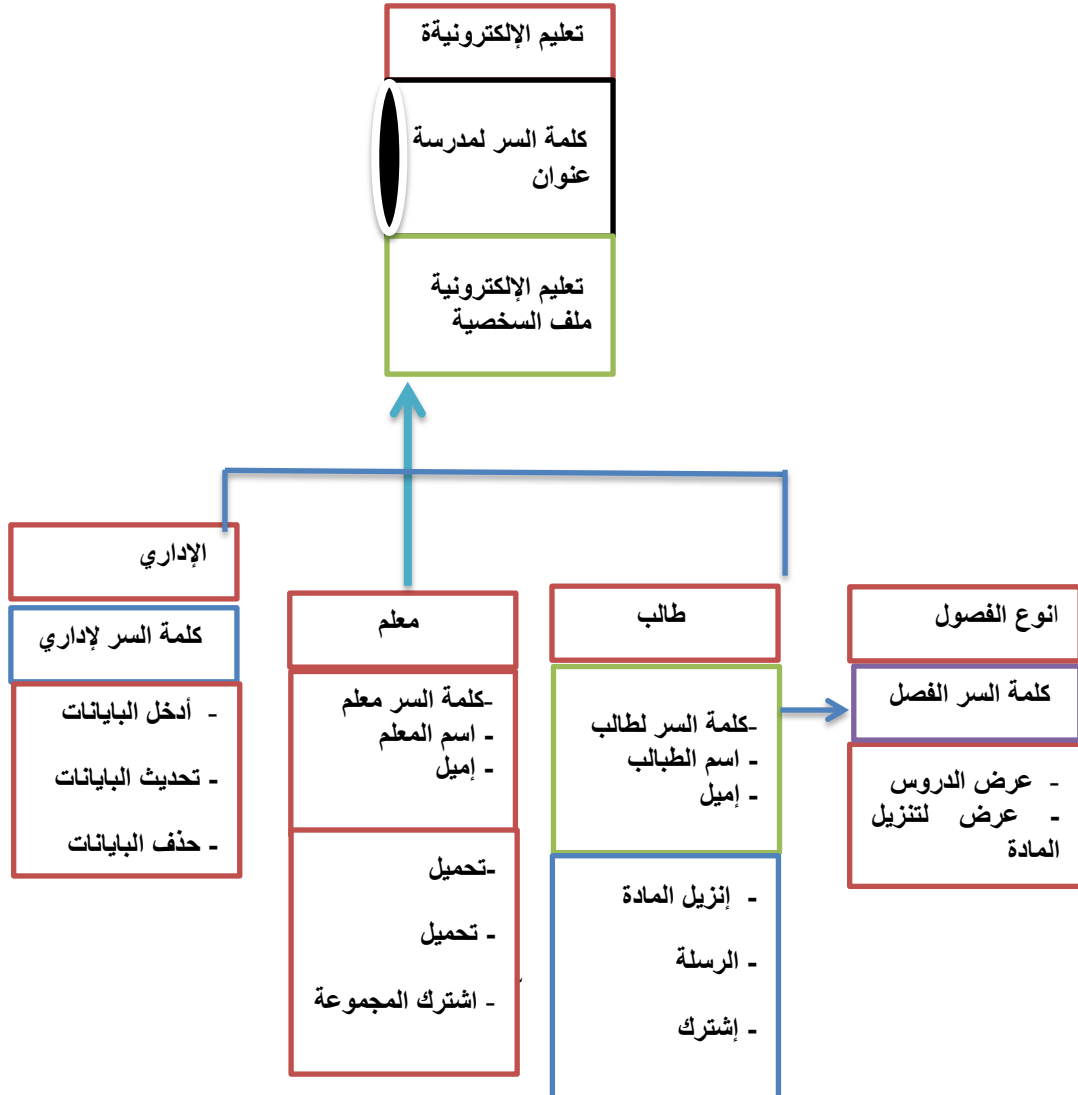 تعليم الإلكترونيةة
كلمة السر لمدرسة
عنوان
تعليم الإلكترونية
ملف السخصية
الإداري
كلمة السر لإداري
- أدخل البايانات
- تحديث البايانات
- حذف البايانات
معلم
-كلمة السر معلم
- اسم المعلم
- إميل
-تحميل
- تحميل
- اشترك المجموعة
طالب
-كلمة السر لطالب
- اسم الطبالب
- إميل
- إنزيل المادة
- الرسلة
- إشترك
انوع الفصول
كلمة السر الفصل
- عرض الدروس
- عرض لتنزيل
المادة